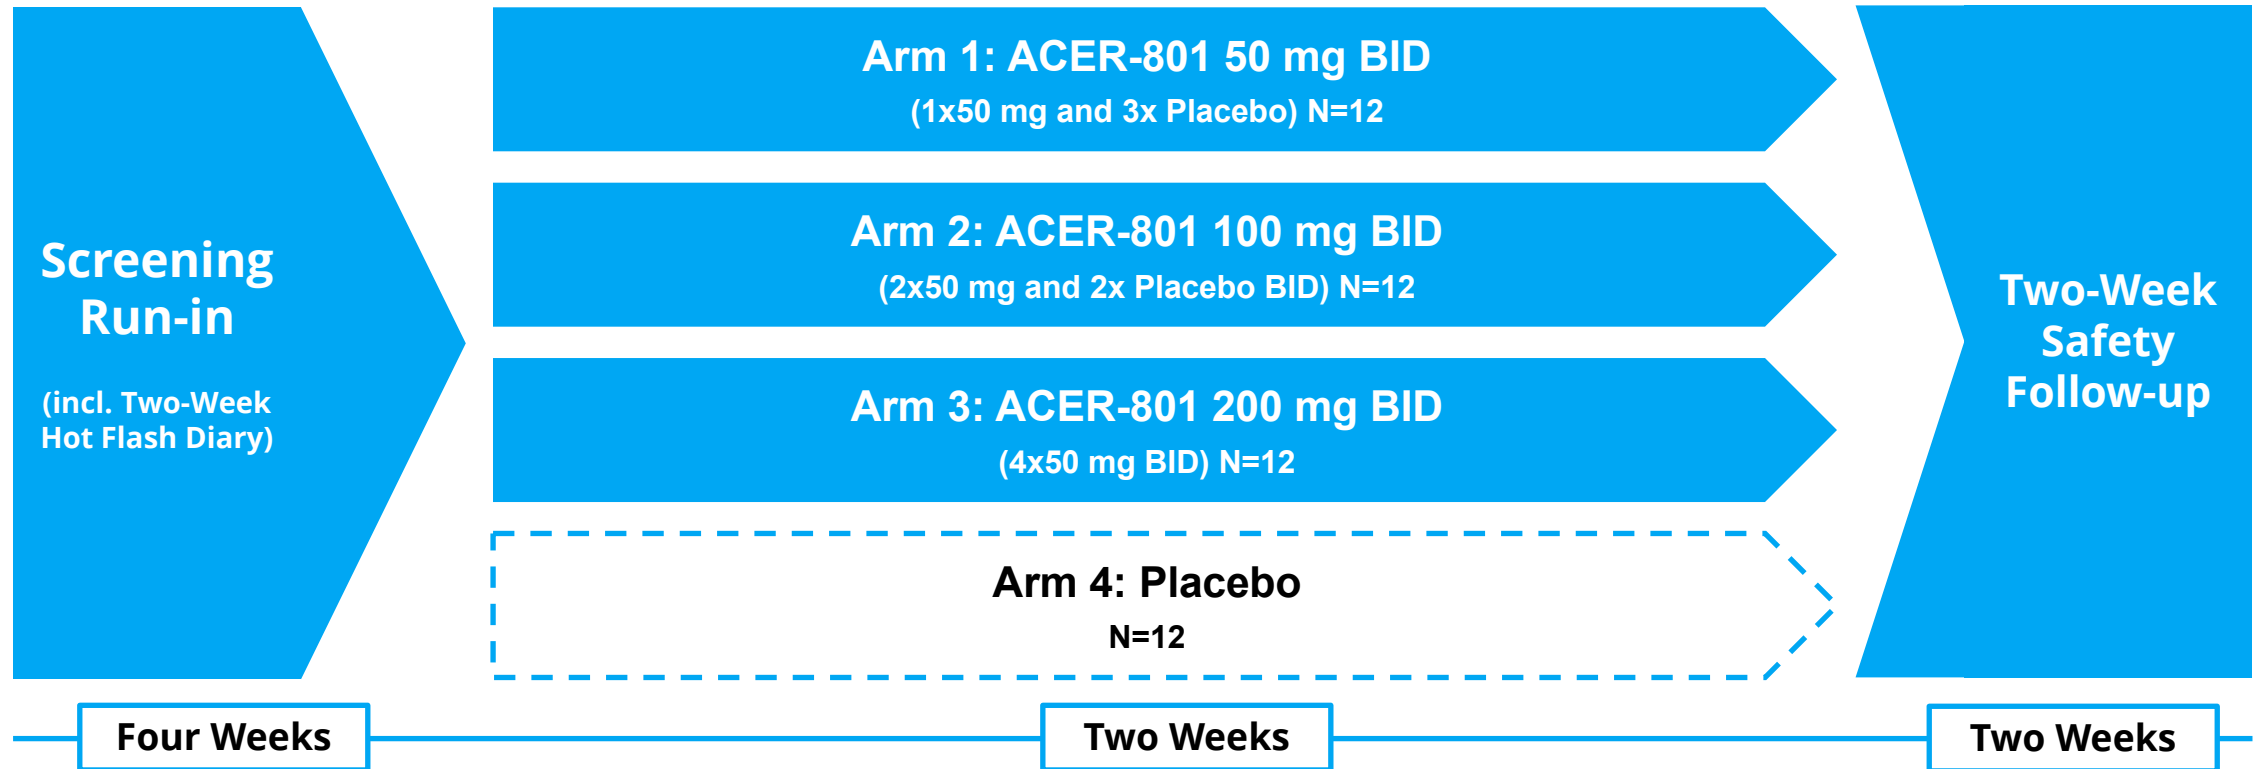 Screening
Run-in
(incl. Two-Week
Hot Flash Diary)
Arm 1: ACER-801 50 mg BID
(1x50 mg and 3x Placebo) N=12
Arm 2: ACER-801 100 mg BID
(2x50 mg and 2x Placebo BID) N=12
Arm 3: ACER-801 200 mg BID
(4x50 mg BID) N=12
Arm 4: Placebo
N=12
Two-Week
Safety
Follow-up
Four Weeks
Two Weeks
Two Weeks